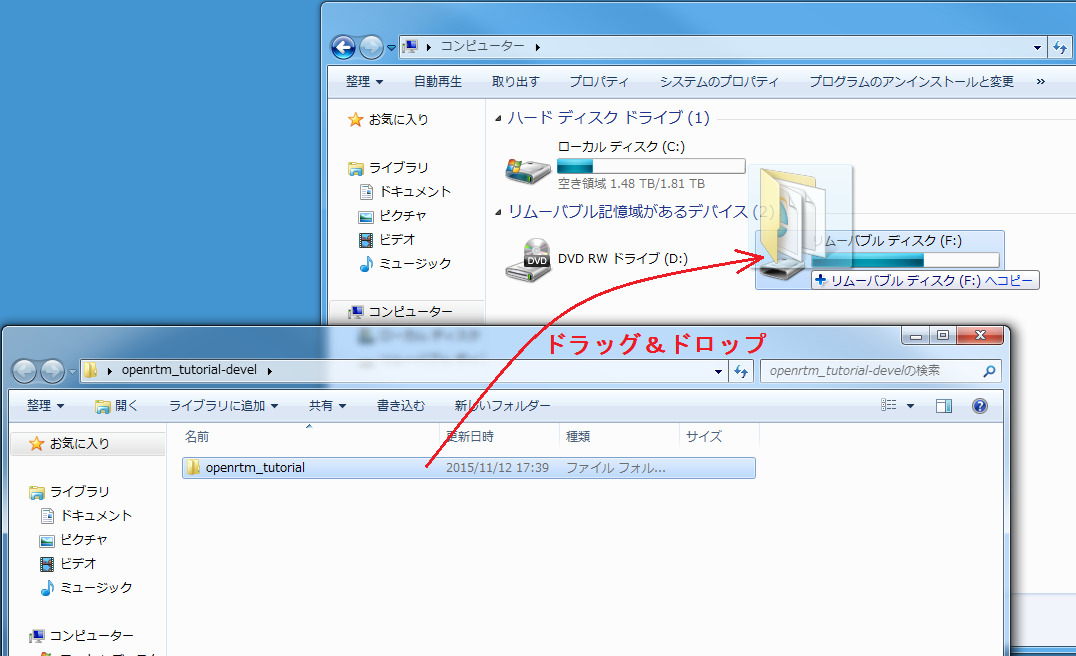 コンピューター
整理 自動再生 取り出す プロパティ システムのプロパティ プログラムのアンインストールと変更 »
お気に入り
ライブラリ
ドキュメント
ピクチャ
ビデオ
ミュージック
コンピューター
ハード ディスク ドライブ (1)
ローカル ディスク (C:)
空き領域 1.48 TB/1.81 TB
リムーバブル記憶域があるデバイス (2)
DVD
DVD RW ドライブ (D:)
リムーバブル ディスク (F:)
リムーバブル ディスク (F:) へコピー
ドラッグ＆ドロップ
openrtm_tutorial-devel
openrtm_tutorial-develの検索
整理 開く ライブラリに追加 共有 書き込む 新しいフォルダー
お気に入り
ライブラリ
ドキュメント
ピクチャ
ビデオ
ミュージック
コンピューター
名前 更新日時 種類 サイズ
openrtm_tutorial 2015/11/12 17:39 ファイル フォル...